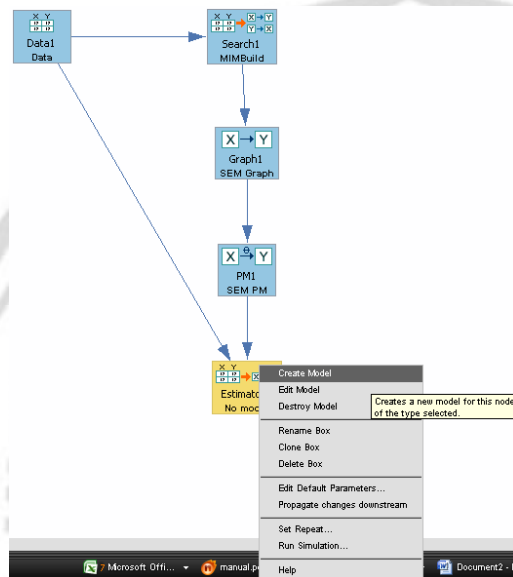 X Y
Data1
Data
X Y
X Y
Y X
Search1
MIMBuild
X Y
Graph1
SEM Graph
X Y
PM1
SEM PM
X Y
X
Estimato
No mod
Create Model
Edit Model
Destroy Model
Creates a new model for this node
of the type selected.
Rename Box
Clone Box
Delete Box
Edit Default Parameters...
Propagate changes downstream
Set Repeat...
Run Simulation...
Help
7 Microsoft Offi...
manual.p
Document2 -